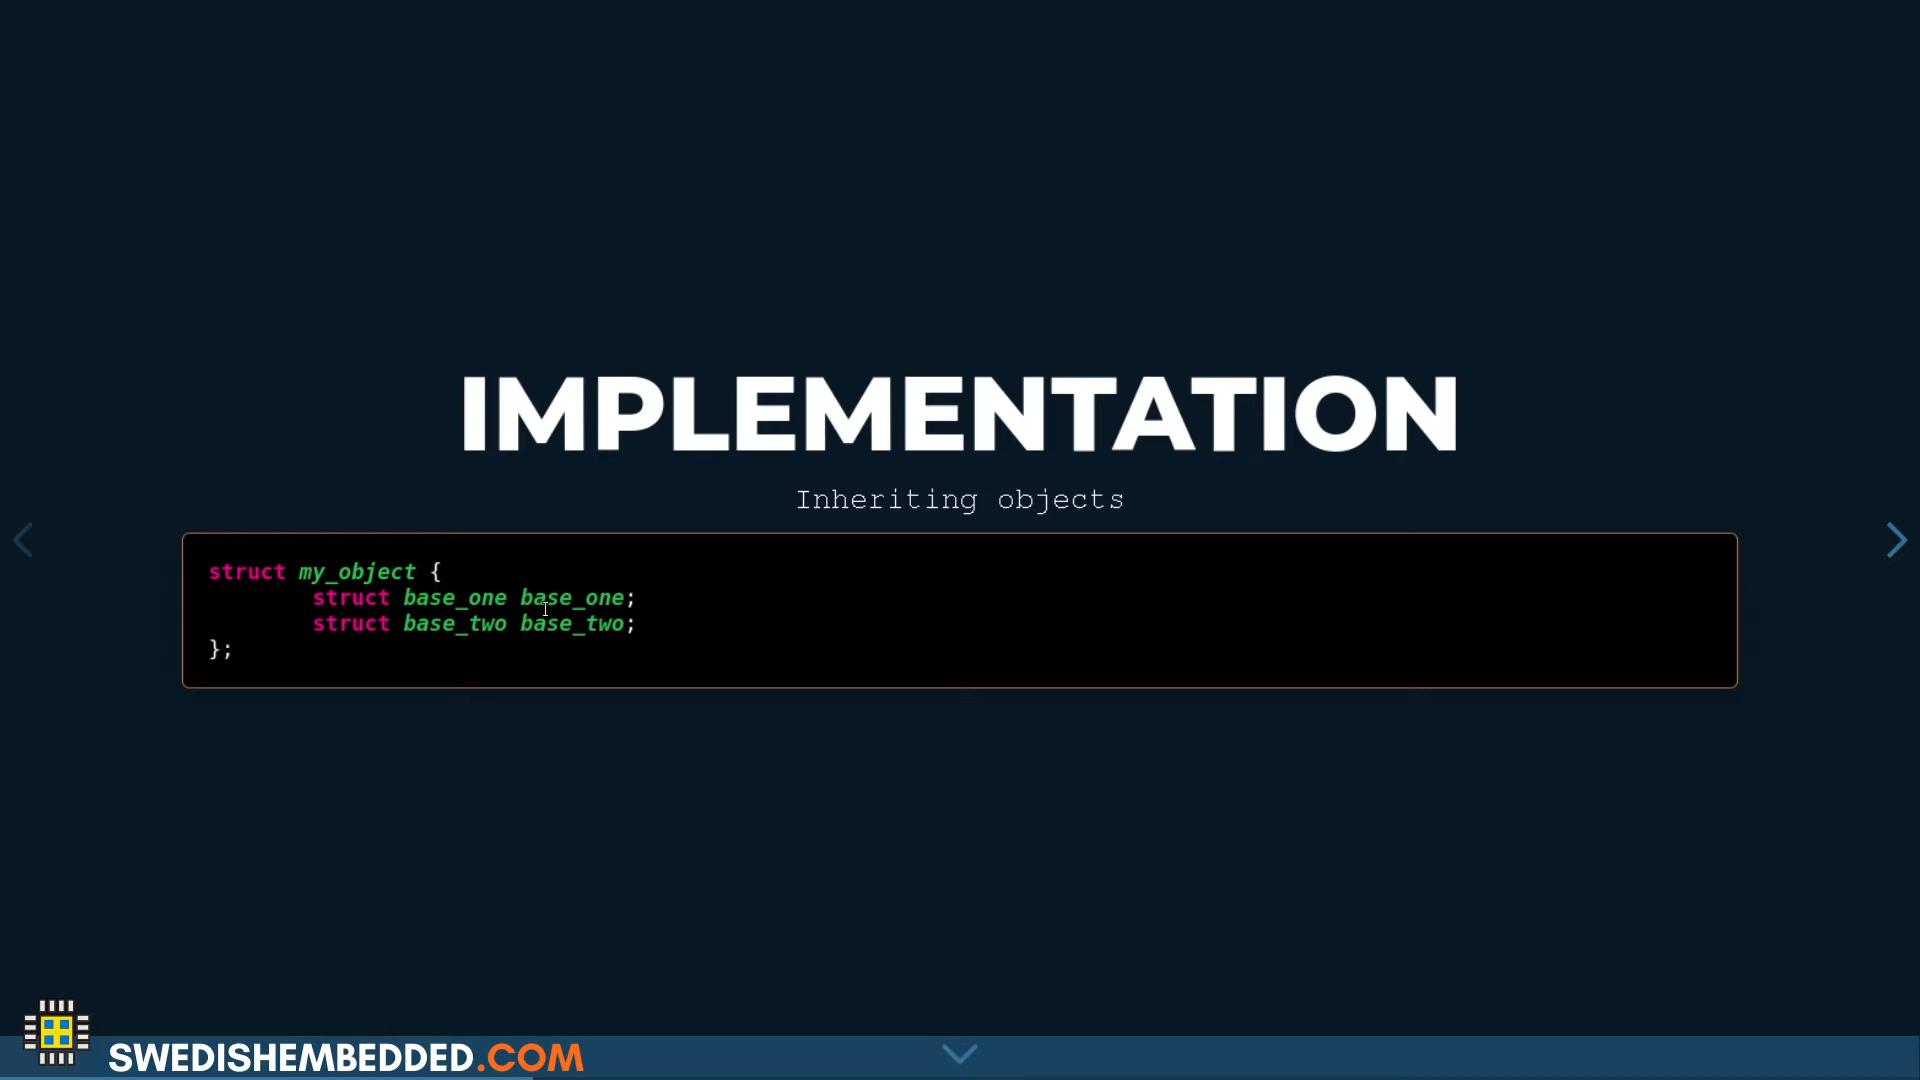 IMPLEMENTATION
Inheriting objects
struct my_object {
        struct base_one base_one;
        struct base_two base_two;
};
SWEDISHEMBEDDED.COM